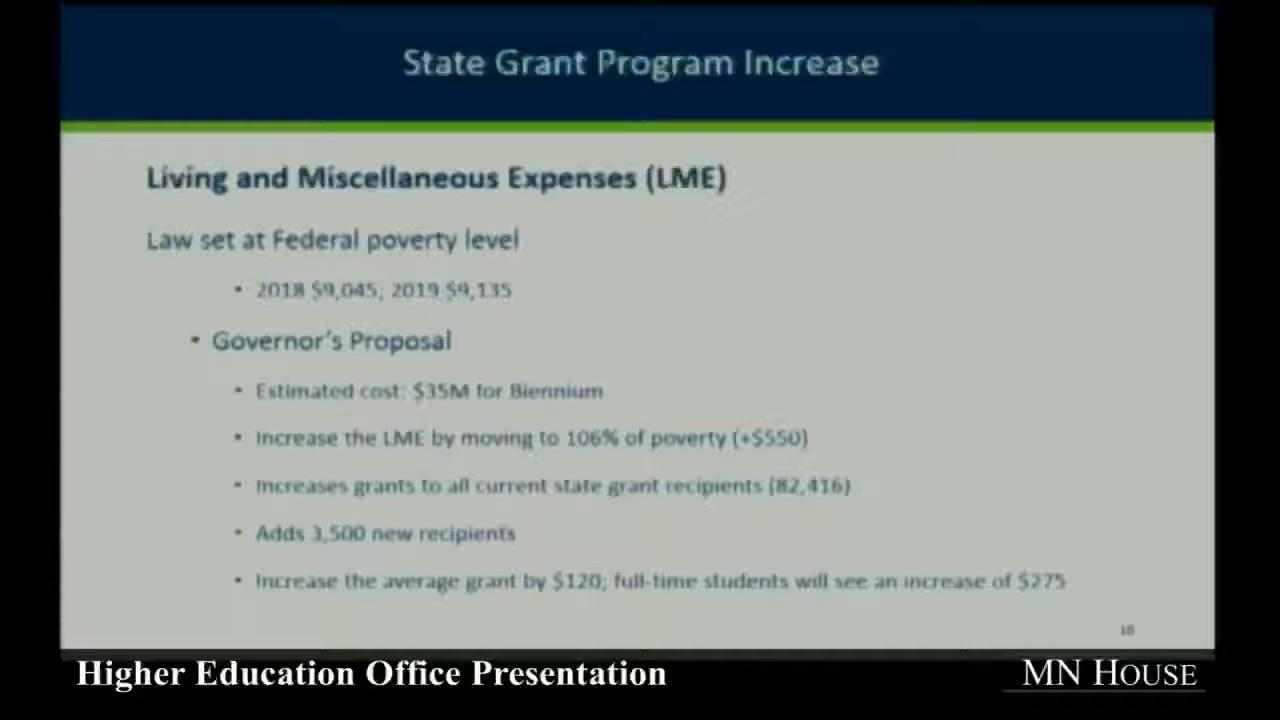 State Grant Program Increase
Living and Miscellaneous Expenses (LME)
Law set at Federal poverty level
• 2018 $9,045; 2019 $9,135
• Governor's Proposal
• Estimated cost: $35M for Biennium
• Increase the LME by moving to 106% of poverty (+$550)
• Increases grants to all current state grant recipients (82,416)
• Adds 3,500 new recipients
• Increase the average grant by $120; full-time students will see an increase of $275
Higher Education Office Presentation
MN HOUSE